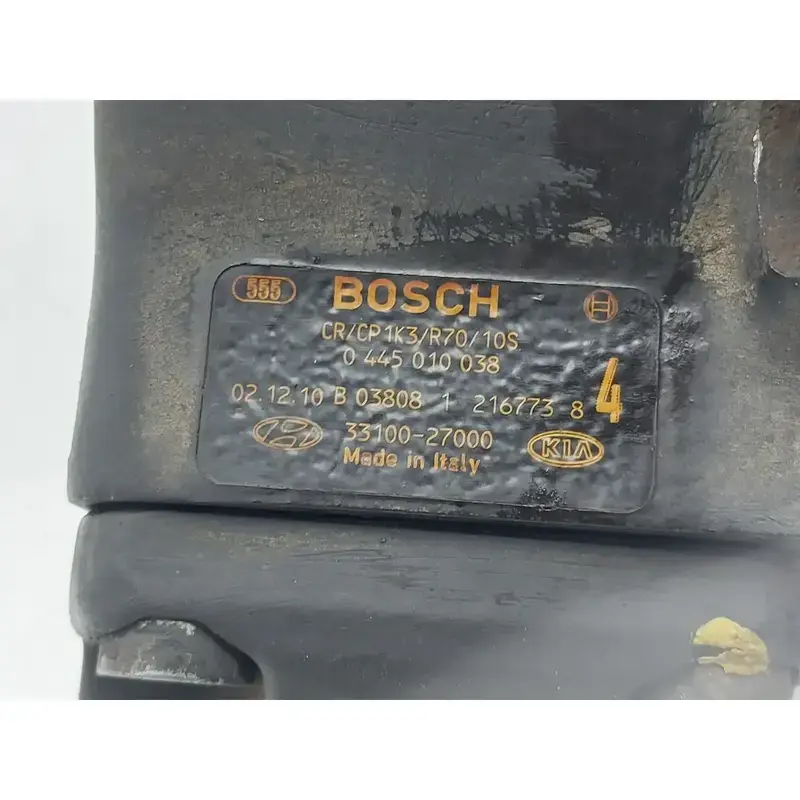 555 BOSCH
CR/CP1K3/R70/10S
0 445 010 038
02.12.10 B 03808 1 216773 8 4
33100-27000 KIA
Made in Italy